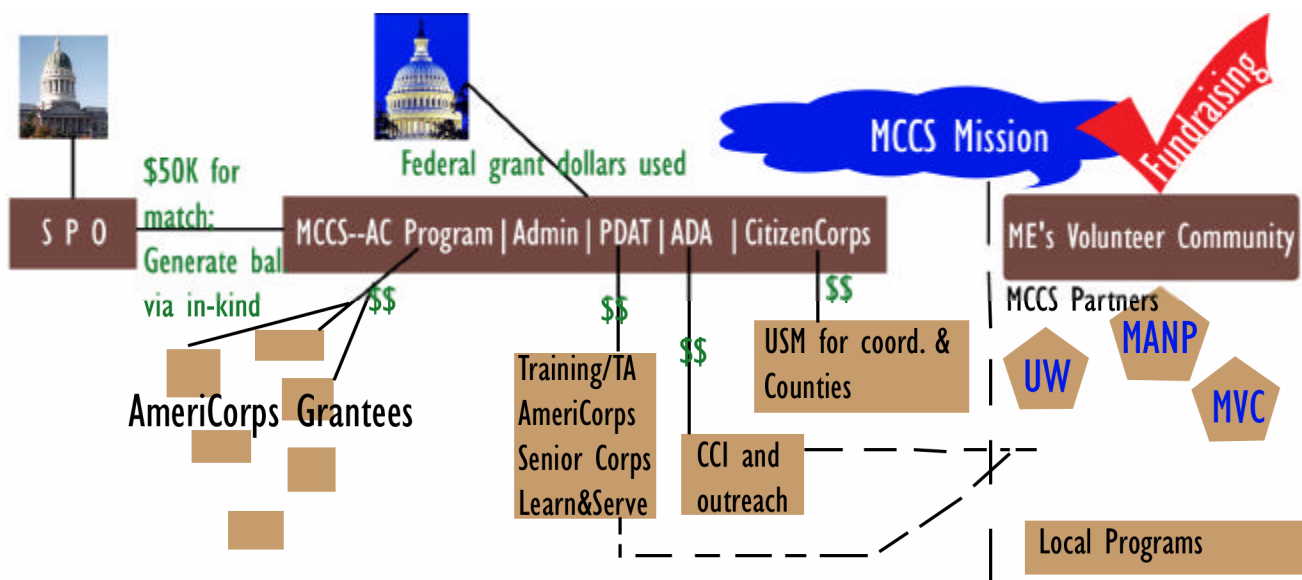 MCCS Mission
Fundraising
$50K for
match:
Generate bal
via in-kind
Federal grant dollars used
S P O
MCCS--AC Program | Admin | PDAT | ADA | CitizenCorps
ME's Volunteer Community
MCCS Partners
$$
$$
$$
$$
AmeriCorps Grantees
Training/TA
AmeriCorps
Senior Corps
Learn&Serve
CCI and
outreach
USM for coord. &
Counties
UW
MANP
MVC
Local Programs